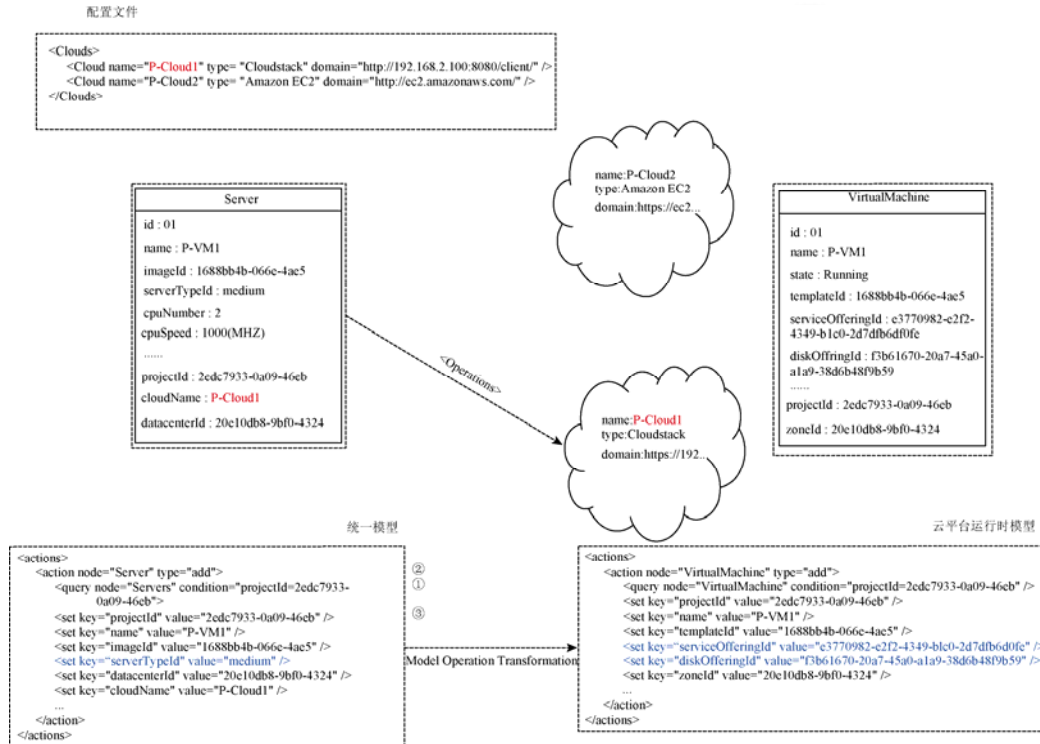 配置文件
<Clouds>
<Cloud name="P-Cloud1" type= "Cloudstack" domain="http://192.168.2.100:8080/client/" />
<Cloud name="P-Cloud2" type= "Amazon EC2" domain="http://ec2.amazonaws.com/" />
</Clouds>
name:P-Cloud2
type:Amazon EC2
domain:https://ec2...
Server
id : 01
name : P-VM1
imageId : 1688bb4b-066e-4ae5
serverTypeId : medium
cpuNumber : 2
cpuSpeed : 1000(MHZ)
......
projectId : 2edc7933-0a09-46eb
cloudName : P-Cloud1
datacenterId : 20e10db8-9bf0-4324
VirtualMachine
id : 01
name : P-VM1
state : Running
templateId : 1688bb4b-066e-4ae5
serviceOfferingId : e3770982-e2f2-
4349-b1c0-2d7dfb6df0fe
diskOffringId : f3b61670-20a7-45a0-
a1a9-38d6b48f9b59
......
projectId : 2edc7933-0a09-46eb
zoneId : 20e10db8-9bf0-4324
<Operations>
name:P-Cloud1
type:Cloudstack
domain:https://192...
统一模型
<actions>
<action node="Server" type="add">
<query node="Servers" condition="projectId=2edc7933-
0a09-46eb">
<set key="projectId" value="2edc7933-0a09-46eb" />
<set key="name" value="P-VM1" />
<set key="imageId" value="1688bb4b-066e-4ae5" />
<set key="serverTypeId" value="medium" />
<set key="datacenterId" value="20e10db8-9bf0-4324" />
<set key="cloudName" value="P-Cloud1" />
...
</action>
</actions>
②
①
③
Model Operation Transformation
云平台运行时模型
<actions>
<action node="VirtualMachine" type="add">
<query node="VirtualMachine" condition="projectId=2edc7933-0a09-46eb" />
<set key="projectId" value="2edc7933-0a09-46eb" />
<set key="name" value="P-VM1" />
<set key="templateId" value="1688bb4b-066e-4ae5" />
<set key="serviceOfferingId" value="e3770982-e2f2-4349-blc0-2d7dfb6d0fe" />
<set key="diskOfferingId" value="f3b61670-20a7-45a0-a1a9-38d6b48f9b59" />
<set key="zoneId" value="20e10db8-9bf0-4324" />
...
</action>
</actions>